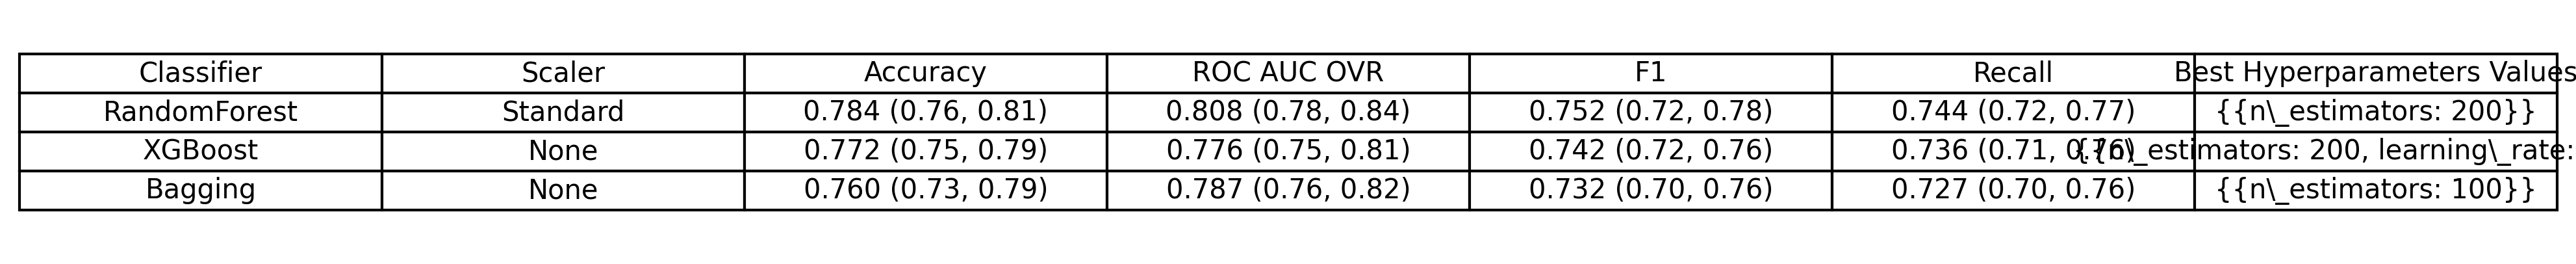 Classifier Scaler Accuracy ROC AUC OVR F1 Recall Best Hyperparameters Values
RandomForest Standard 0.784 (0.76, 0.81) 0.808 (0.78, 0.84) 0.752 (0.72, 0.78) 0.744 (0.72, 0.77) {{n\_estimators: 200}}
XGBoost None 0.772 (0.75, 0.79) 0.776 (0.75, 0.81) 0.742 (0.72, 0.76) 0.736 (0.71, 0.76) {{n\_estimators: 200, learning\_rate:
Bagging None 0.760 (0.73, 0.79) 0.787 (0.76, 0.82) 0.732 (0.70, 0.76) 0.727 (0.70, 0.76) {{n\_estimators: 100}}